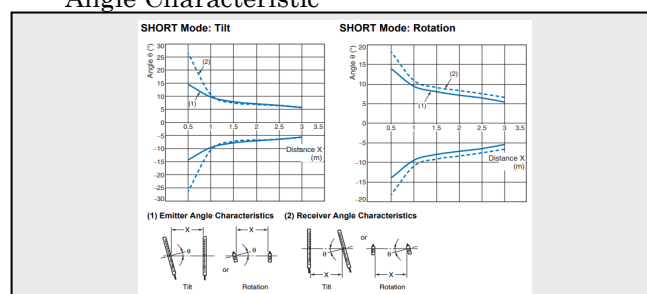 Angle Characteristic
SHORT Mode: Tilt
SHORT Mode: Rotation
Angle θ (°)
30
25
20
15
10
5
0
-5
-10
-15
-20
-25
-30
0.5 1 1.5 2 2.5 3 3.5
Distance X
(m)
(2)
(1)
Angle θ (°)
20
15
10
5
0
-5
-10
-15
-20
0.5 1 1.5 2 2.5 3 3.5
Distance X
(m)
(2)
(1)
(1) Emitter Angle Characteristics (2) Receiver Angle Characteristics
X
θ
Tilt
or
X
θ
Rotation
θ
X
Tilt
or
θ
X
Rotation